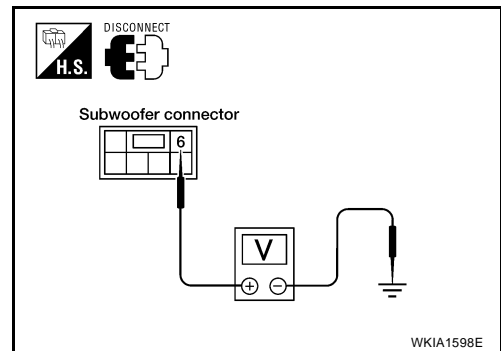 DISCONNECT
H.S.
Subwoofer connector
6
V
+ −
WKIA1598E